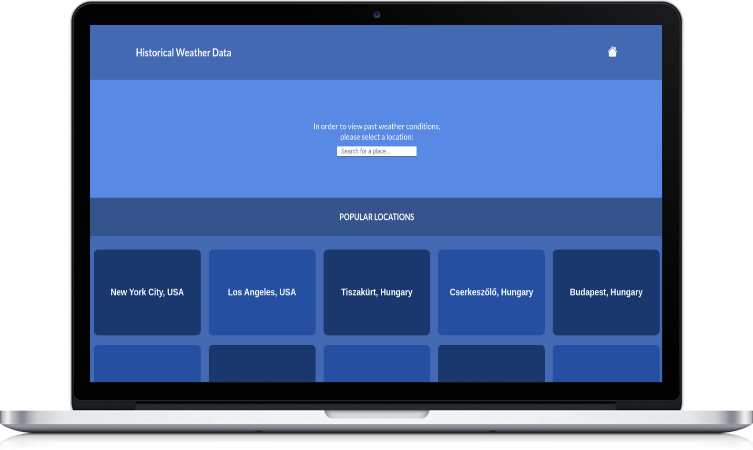 Historical Weather Data
In order to view past weather conditions,
please select a location:
Search for a place...
POPULAR LOCATIONS
New York City, USA
Los Angeles, USA
Tiszakürt, Hungary
Cserkeszőlő, Hungary
Budapest, Hungary